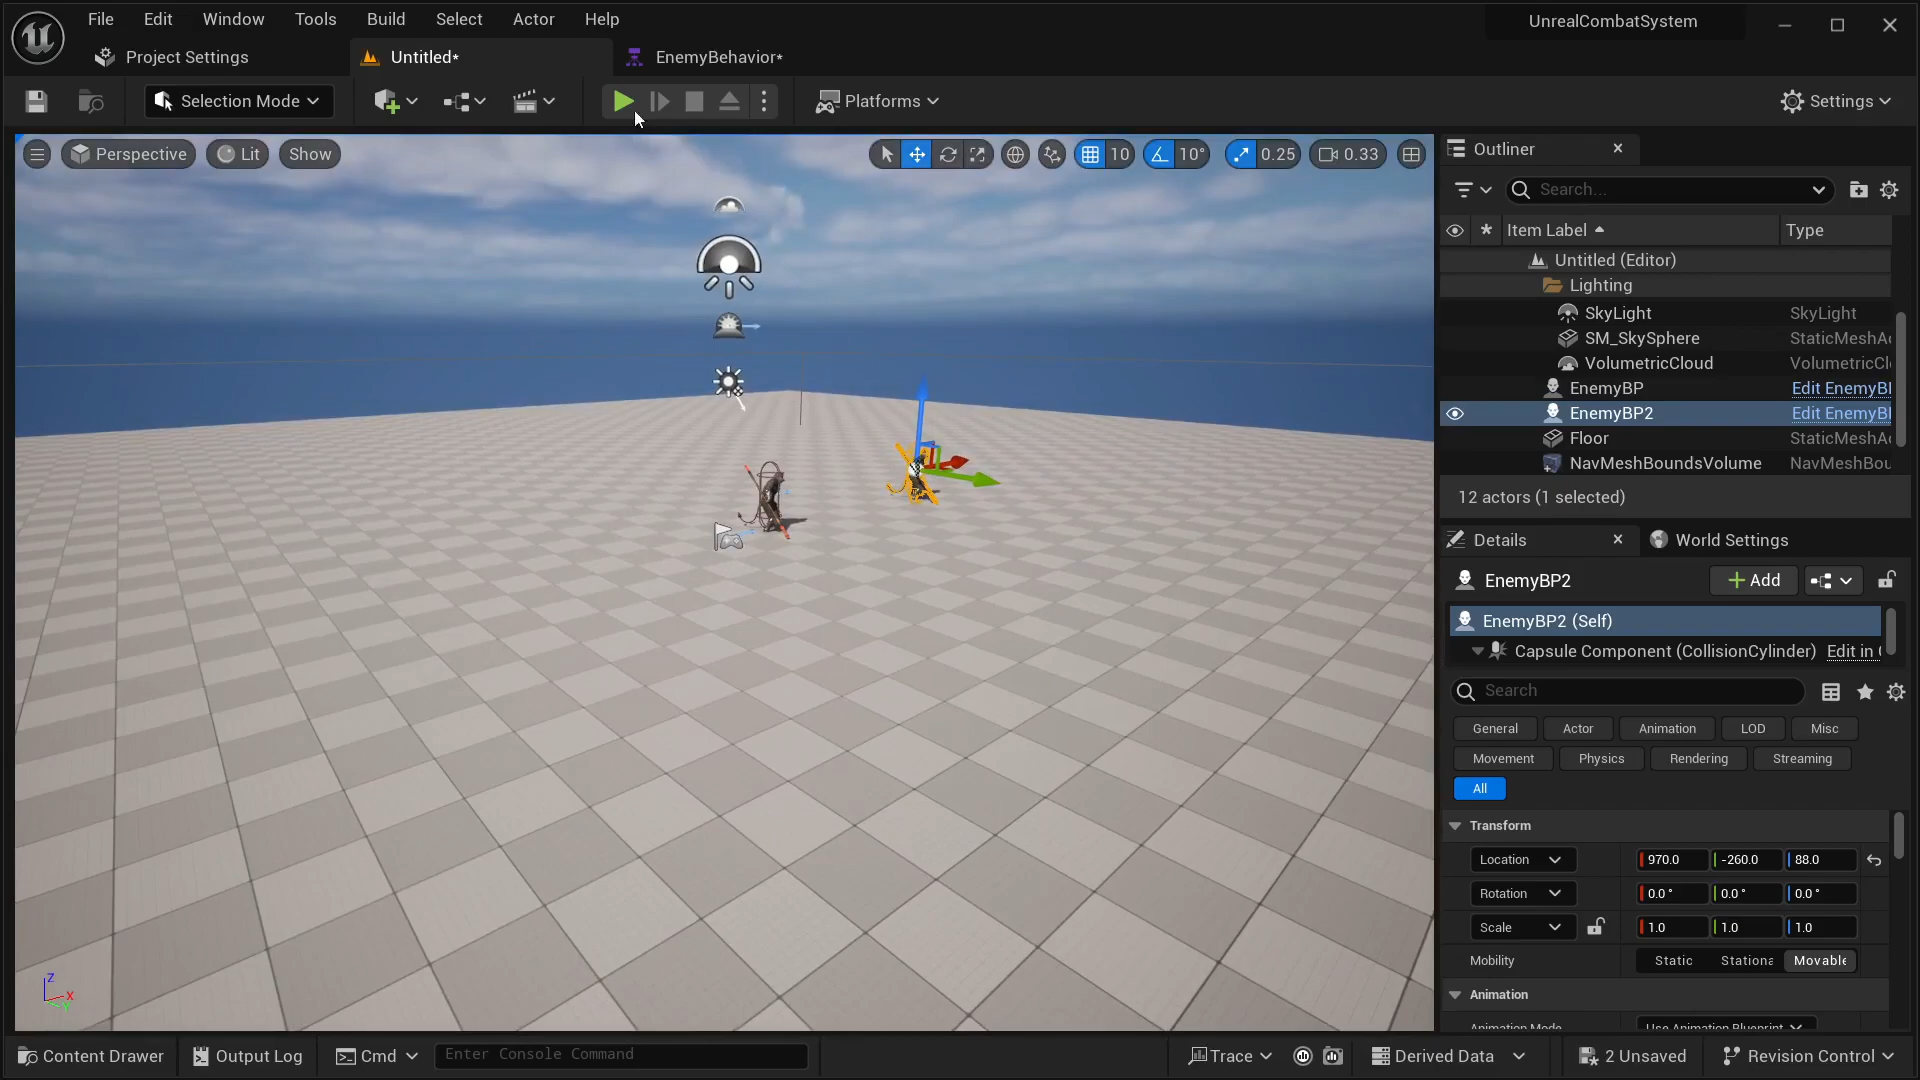 File Edit Window Tools Build Select Actor Help
UnrealCombatSystem
Project Settings
Untitled*
EnemyBehavior*
Selection Mode
Platforms
Settings
Perspective
Lit
Show
10
10°
0.25
0.33
Outliner
Search...
Item Label
Type
Untitled (Editor)
Lighting
SkyLight SkyLight
SM_SkySphere StaticMeshA
VolumetricCloud VolumetricCl
EnemyBP Edit EnemyB
EnemyBP2 Edit EnemyB
Floor StaticMeshA
NavMeshBoundsVolume NavMeshBou
12 actors (1 selected)
Details
World Settings
EnemyBP2
Add
EnemyBP2 (Self)
Capsule Component (CollisionCylinder) Edit in
Search
General Actor Animation LOD Misc
Movement Physics Rendering Streaming
All
Transform
Location 970.0 -260.0 88.0
Rotation 0.0° 0.0° 0.0°
Scale 1.0 1.0 1.0
Mobility Static Stationa Movable
Animation
Animation Mode Use Animation Blueprint
Z
X
Y
Content Drawer
Output Log
Cmd
Enter Console Command
Trace
Derived Data
2 Unsaved
Revision Control